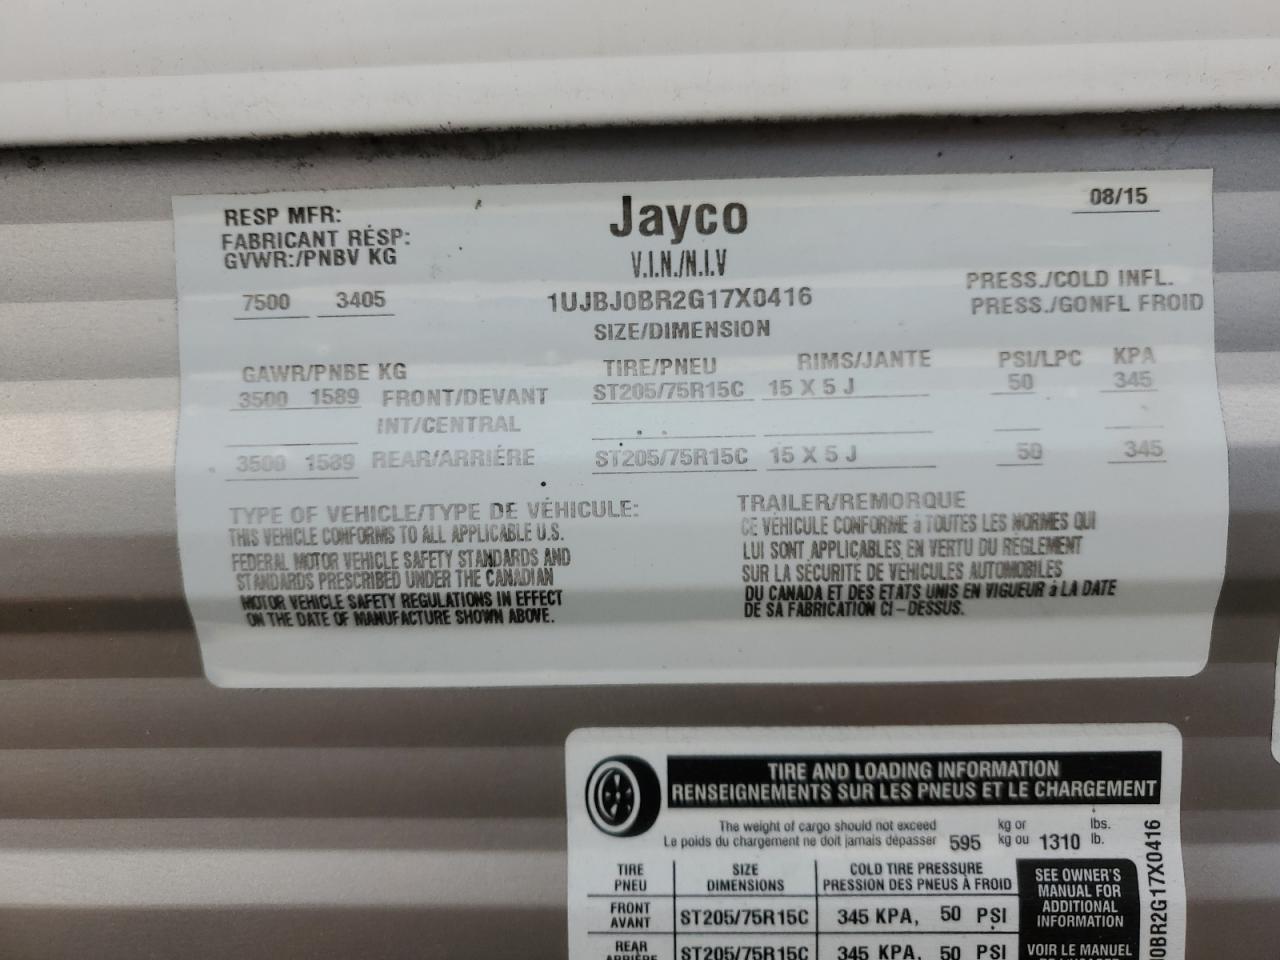 RESP MFR:
FABRICANT RÉSP:
GVWR:/PNBV KG
7500 3405
Jayco
V.I.N./N.I.V
1UJBJ0BR2G17X0416
SIZE/DIMENSION
08/15
PRESS./COLD INFL.
PRESS./GONFL FROID
GAWR/PNBE KG TIRE/PNEU RIMS/JANTE PSI/LPC KPA
3500 1589 FRONT/DEVANT ST205/75R15C 15 X 5 J 50 345
INT/CENTRAL
3500 1589 REAR/ARRIÉRE ST205/75R15C 15 X 5 J 50 345
TYPE OF VEHICLE/TYPE DE VÉHICULE: TRAILER/REMORQUE
THIS VEHICLE CONFORMS TO ALL APPLICABLE U.S.
FEDERAL MOTOR VEHICLE SAFETY STANDARDS AND
STANDARDS PRESCRIBED UNDER THE CANADIAN
MOTOR VEHICLE SAFETY REGULATIONS IN EFFECT
ON THE DATE OF MANUFACTURE SHOWN ABOVE.
CE VEHICULE CONFORME à TOUTES LES NORMES QUI
LUI SONT APPLICABLES EN VERTU DU RÉGLEMENT
SUR LA SECURITE DE VEHICULES AUTOMOBILES
DU CANADA ET DES ETATS UNIS EN VIGUEUR à LA DATE
DE SA FABRICATION CI-DESSUS.
TIRE AND LOADING INFORMATION
RENSEIGNEMENTS SUR LES PNEUS ET LE CHARGEMENT
The weight of cargo should not exceed kg or lbs.
Le poids du chargement ne doit jamais dépasser 595 kg ou 1310 lb.
TIRE SIZE COLD TIRE PRESSURE
PNEU DIMENSIONS PRESSION DES PNEUS À FROID
FRONT
AVANT ST205/75R15C 345 KPA, 50 PSI
REAR
ARRIÈRE ST205/75R15C 345 KPA, 50 PSI
SEE OWNER'S
MANUAL FOR
ADDITIONAL
INFORMATION
VOIR LE MANUEL
0BR2G17X0416